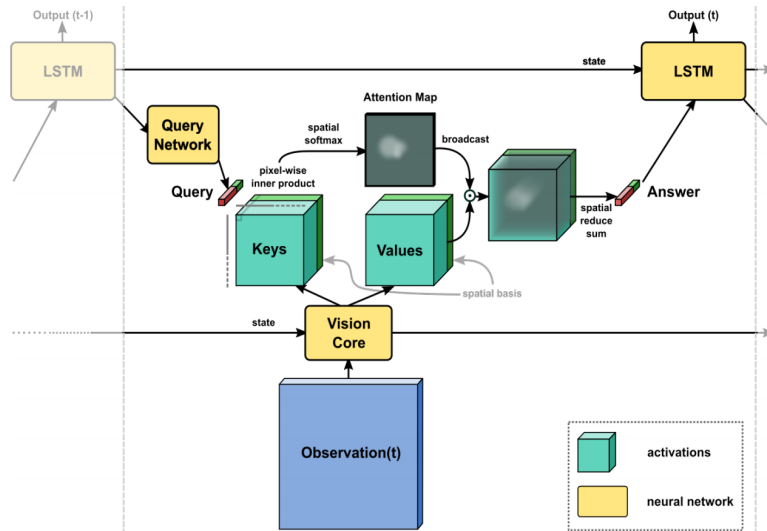 Output (t-1)
Output (t)
LSTM
state
LSTM
Attention Map
Query
Network
spatial
softmax
broadcast
pixel-wise
inner product
Query
Answer
spatial
reduce
sum
Keys
Values
spatial basis
state
Vision
Core
Observation(t)
activations
neural network